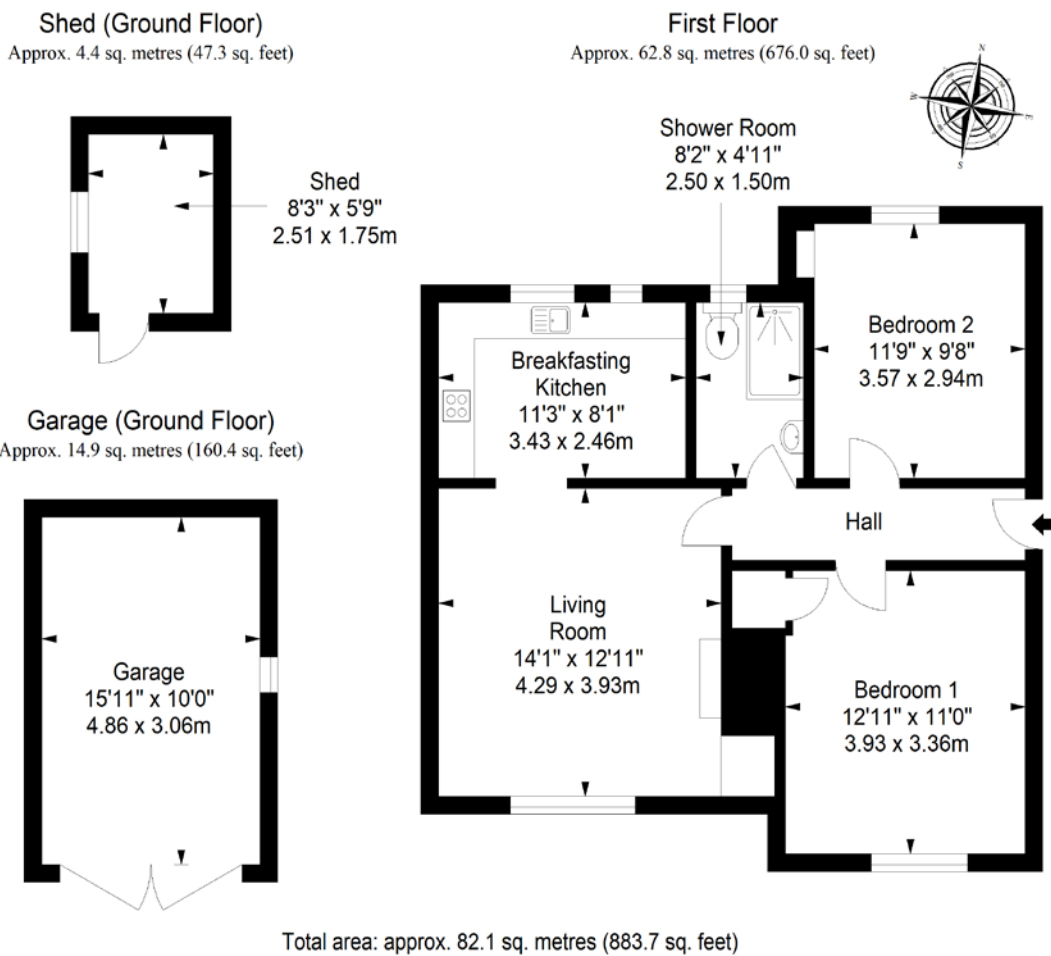 Shed (Ground Floor)
Approx. 4.4 sq. metres (47.3 sq. feet)
First Floor
Approx. 62.8 sq. metres (676.0 sq. feet)
N
W
E
S
Shower Room
8'2" x 4'11"
2.50 x 1.50m
Shed
8'3" x 5'9"
2.51 x 1.75m
Bedroom 2
11'9" x 9'8"
3.57 x 2.94m
Breakfasting
Kitchen
11'3" x 8'1"
3.43 x 2.46m
Garage (Ground Floor)
Approx. 14.9 sq. metres (160.4 sq. feet)
Hall
Living
Room
14'1" x 12'11"
4.29 x 3.93m
Garage
15'11" x 10'0"
4.86 x 3.06m
Bedroom 1
12'11" x 11'0"
3.93 x 3.36m
Total area: approx. 82.1 sq. metres (883.7 sq. feet)